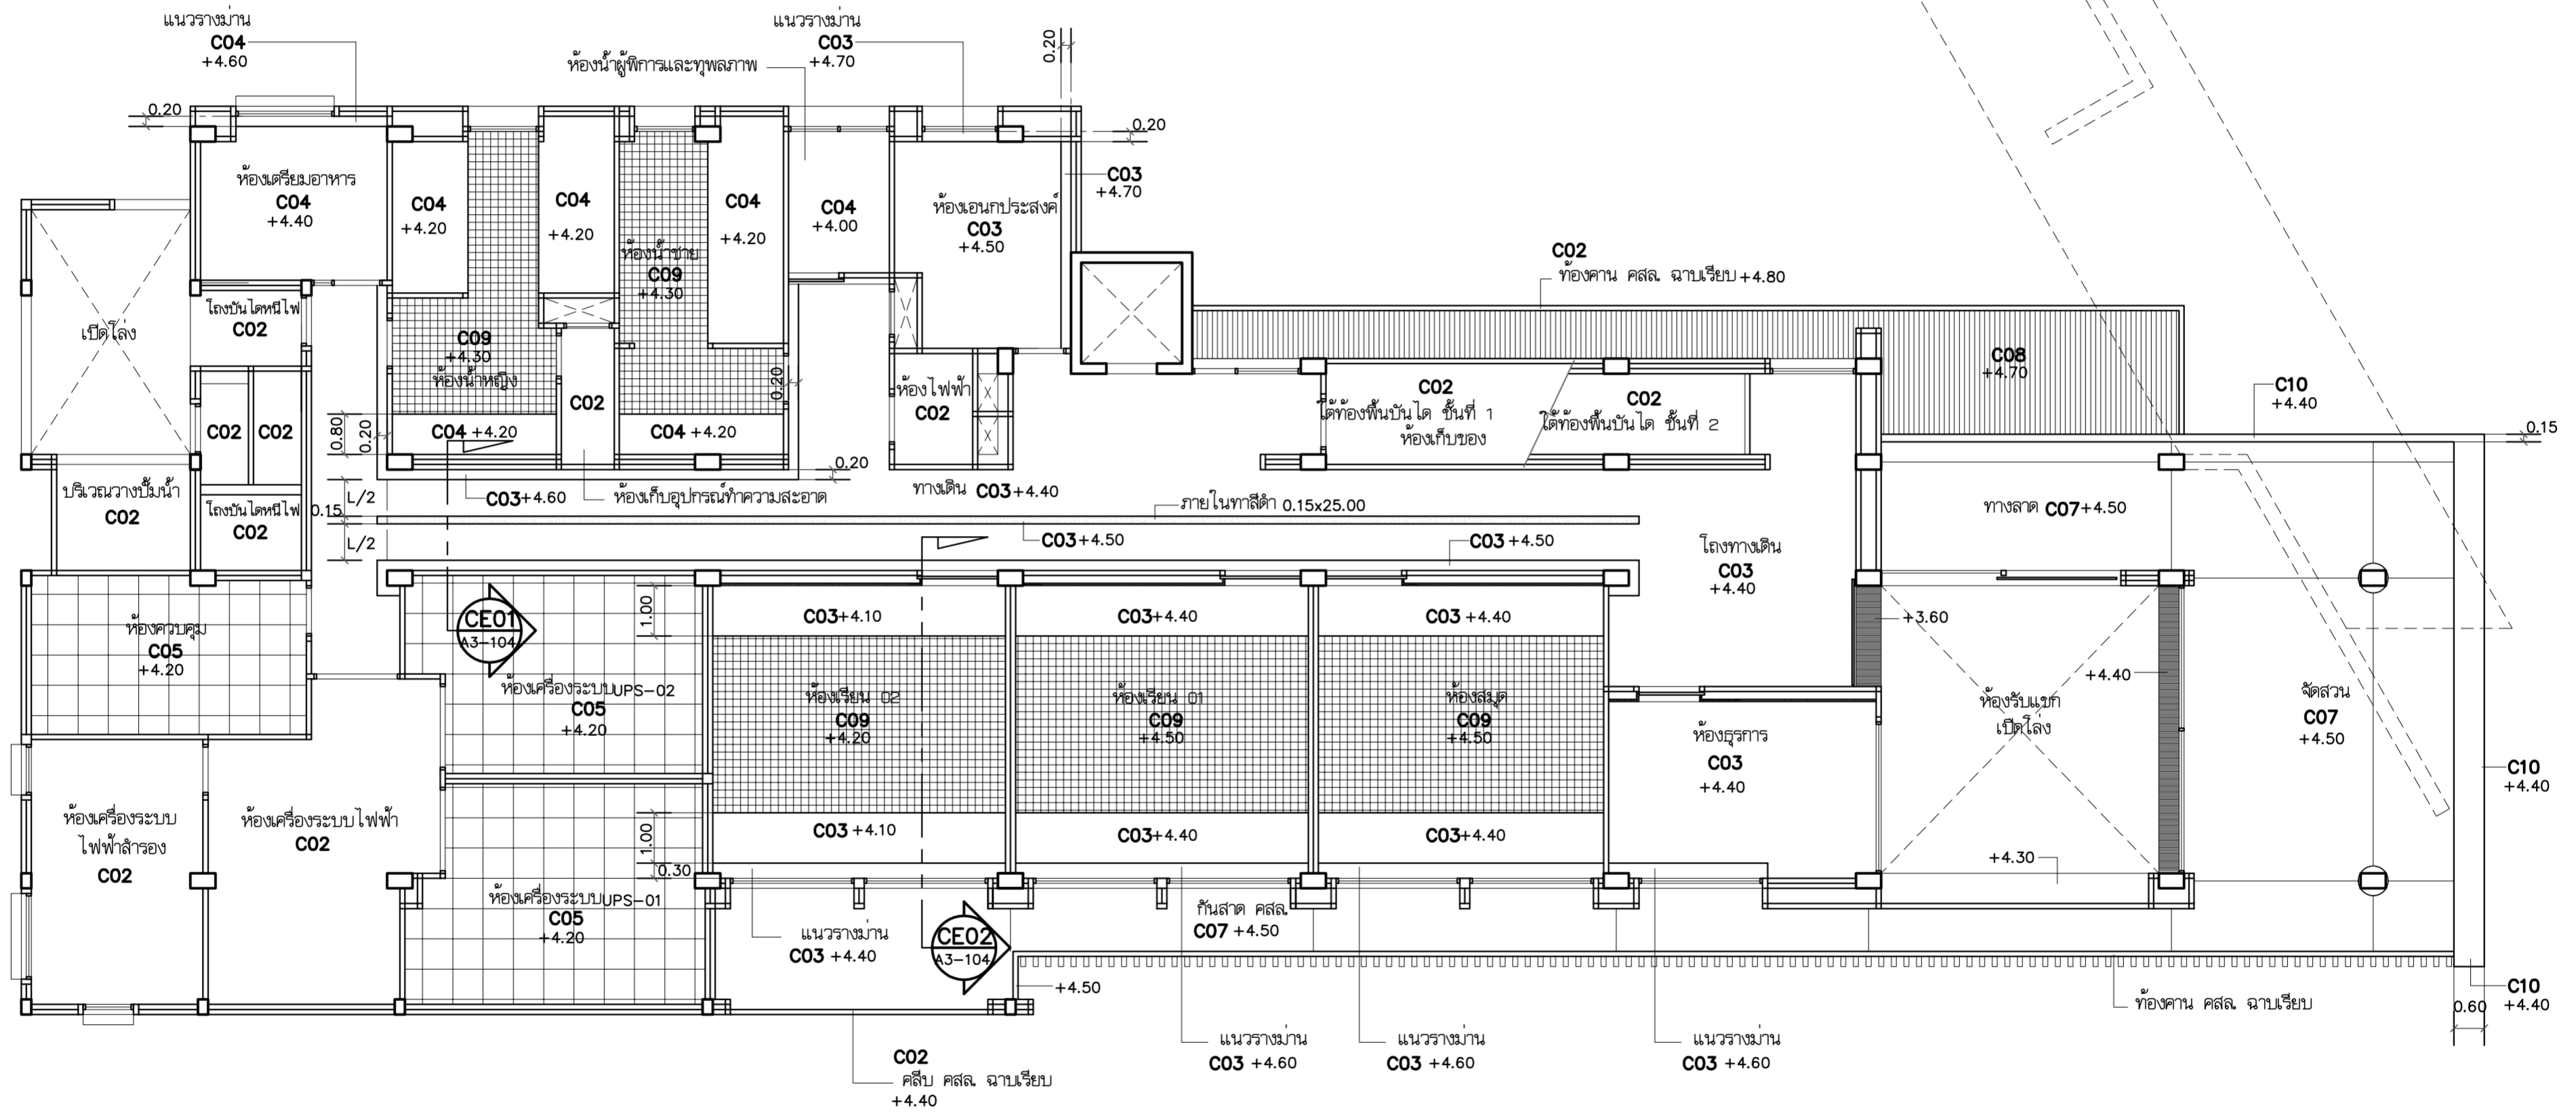 แนวรางม่าน
C04
+4.60
แนวรางม่าน
C03
+4.70
ห้องน้ำผู้พิการและทุพลภาพ
0.20
0.20
0.20
C03
+4.70
ห้องเตรียมอาหาร
C04
+4.40
C04
+4.20
C04
+4.20
C04
+4.20
C04
+4.00
ห้องเอนกประสงค์
C03
+4.50
ห้องน้ำชาย
C09
+4.30
C02
ท้องคาน คสล. ฉาบเรียบ +4.80
เปิดโล่ง
โถงบันไดหนีไฟ
C02
C09
+4.30
ห้องน้ำหญิง
0.20
ห้องไฟฟ้า
C02
C02
ใต้ท้องพื้นบันได ชั้นที่ 1
ห้องเก็บของ
C02
ใต้ท้องพื้นบันได ชั้นที่ 2
C08
+4.70
C10
+4.40
0.15
C02
C02
0.80
0.20
C04 +4.20
C02
C04 +4.20
0.20
บริเวณวางปั๊มน้ำ
C02
โถงบันไดหนีไฟ
C02
L/2
0.15
L/2
C03+4.60
ห้องเก็บอุปกรณ์ทำความสะอาด
ทางเดิน C03+4.40
ภายในทาสีดำ 0.15x25.00
C03+4.50
C03 +4.50
ทางลาด C07+4.50
โถงทางเดิน
C03
+4.40
ห้องควบคุม
C05
+4.20
CE01
A3-104
1.00
C03+4.10
C03+4.40
C03 +4.40
+3.60
ห้องเครื่องระบบUPS-02
C05
+4.20
ห้องเรียน 02
C09
+4.20
ห้องเรียน 01
C09
+4.50
ห้องสมุด
C09
+4.50
ห้องธุรการ
C03
+4.40
+4.40
ห้องรับแขก
เปิดโล่ง
จัดสวน
C07
+4.50
C10
+4.40
ห้องเครื่องระบบ
ไฟฟ้าสำรอง
C02
ห้องเครื่องระบบไฟฟ้า
C02
1.00
0.30
C03 +4.10
C03+4.40
C03+4.40
+4.30
ห้องเครื่องระบบUPS-01
C05
+4.20
แนวรางม่าน
C03 +4.40
CE02
A3-104
กันสาด คสล.
C07 +4.50
+4.50
C10
+4.40
0.60
ท้องคาน คสล. ฉาบเรียบ
แนวรางม่าน
C03 +4.60
แนวรางม่าน
C03 +4.60
แนวรางม่าน
C03 +4.60
C02
คลีบ คสล. ฉาบเรียบ
+4.40